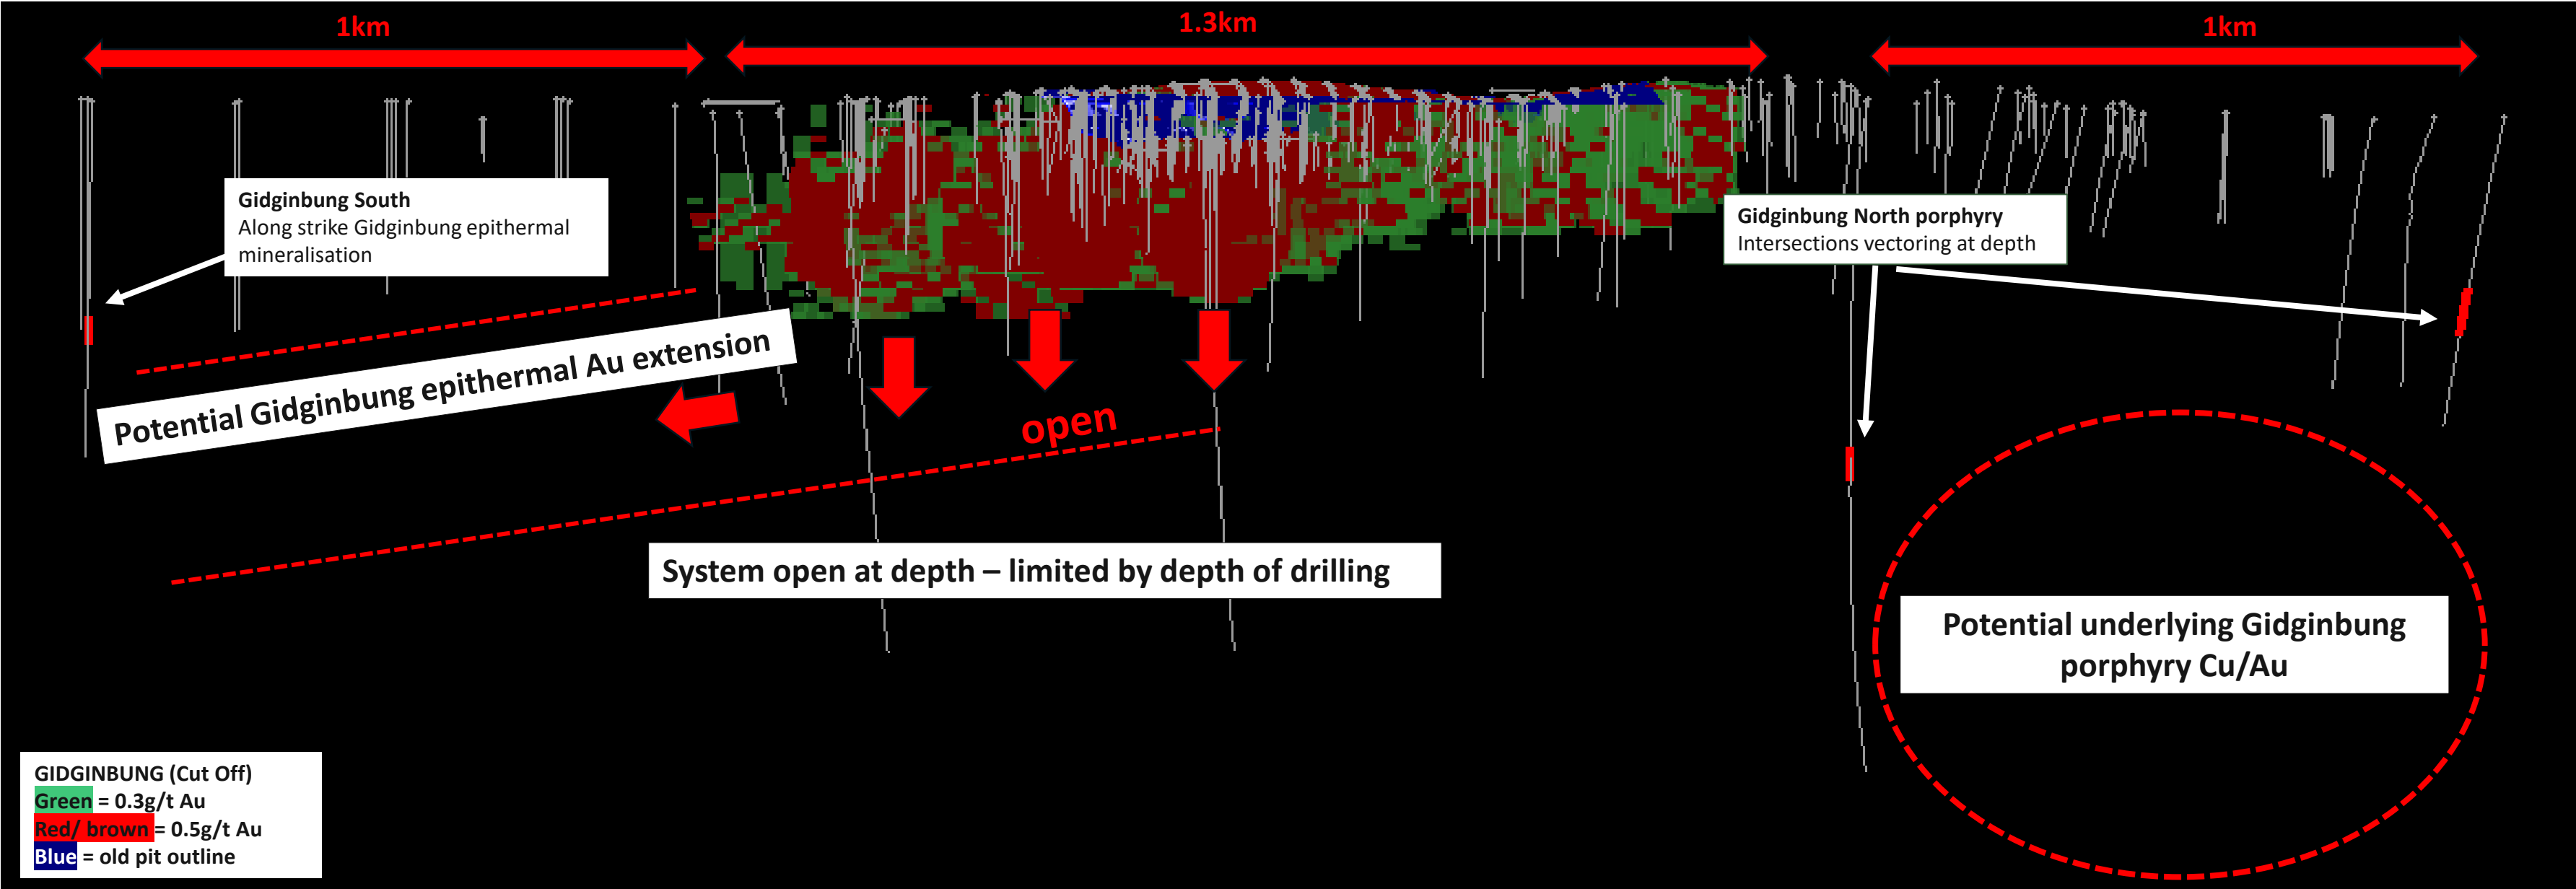 1km
1.3km
1km
Gidginbung South
Along strike Gidginbung epithermal
mineralisation
Gidginbung North porphyry
Intersections vectoring at depth
Potential Gidginbung epithermal Au extension
open
System open at depth – limited by depth of drilling
Potential underlying Gidginbung
porphyry Cu/Au
GIDGINBUNG (Cut Off)
Green = 0.3g/t Au
Red/ brown = 0.5g/t Au
Blue = old pit outline